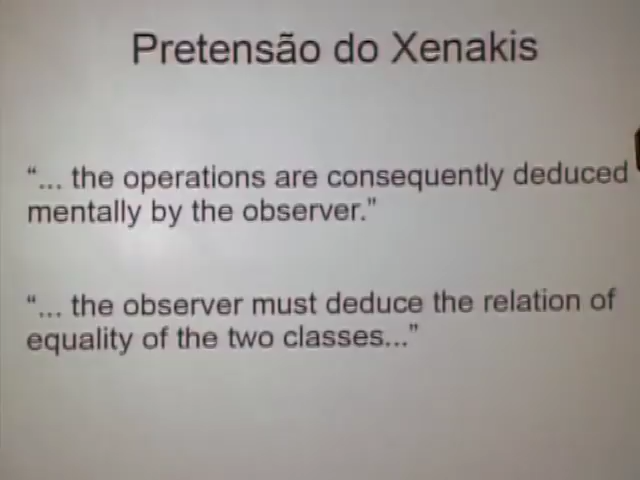 Pretensão do Xenakis
“... the operations are consequently deduced
mentally by the observer.”
“... the observer must deduce the relation of
equality of the two classes...”